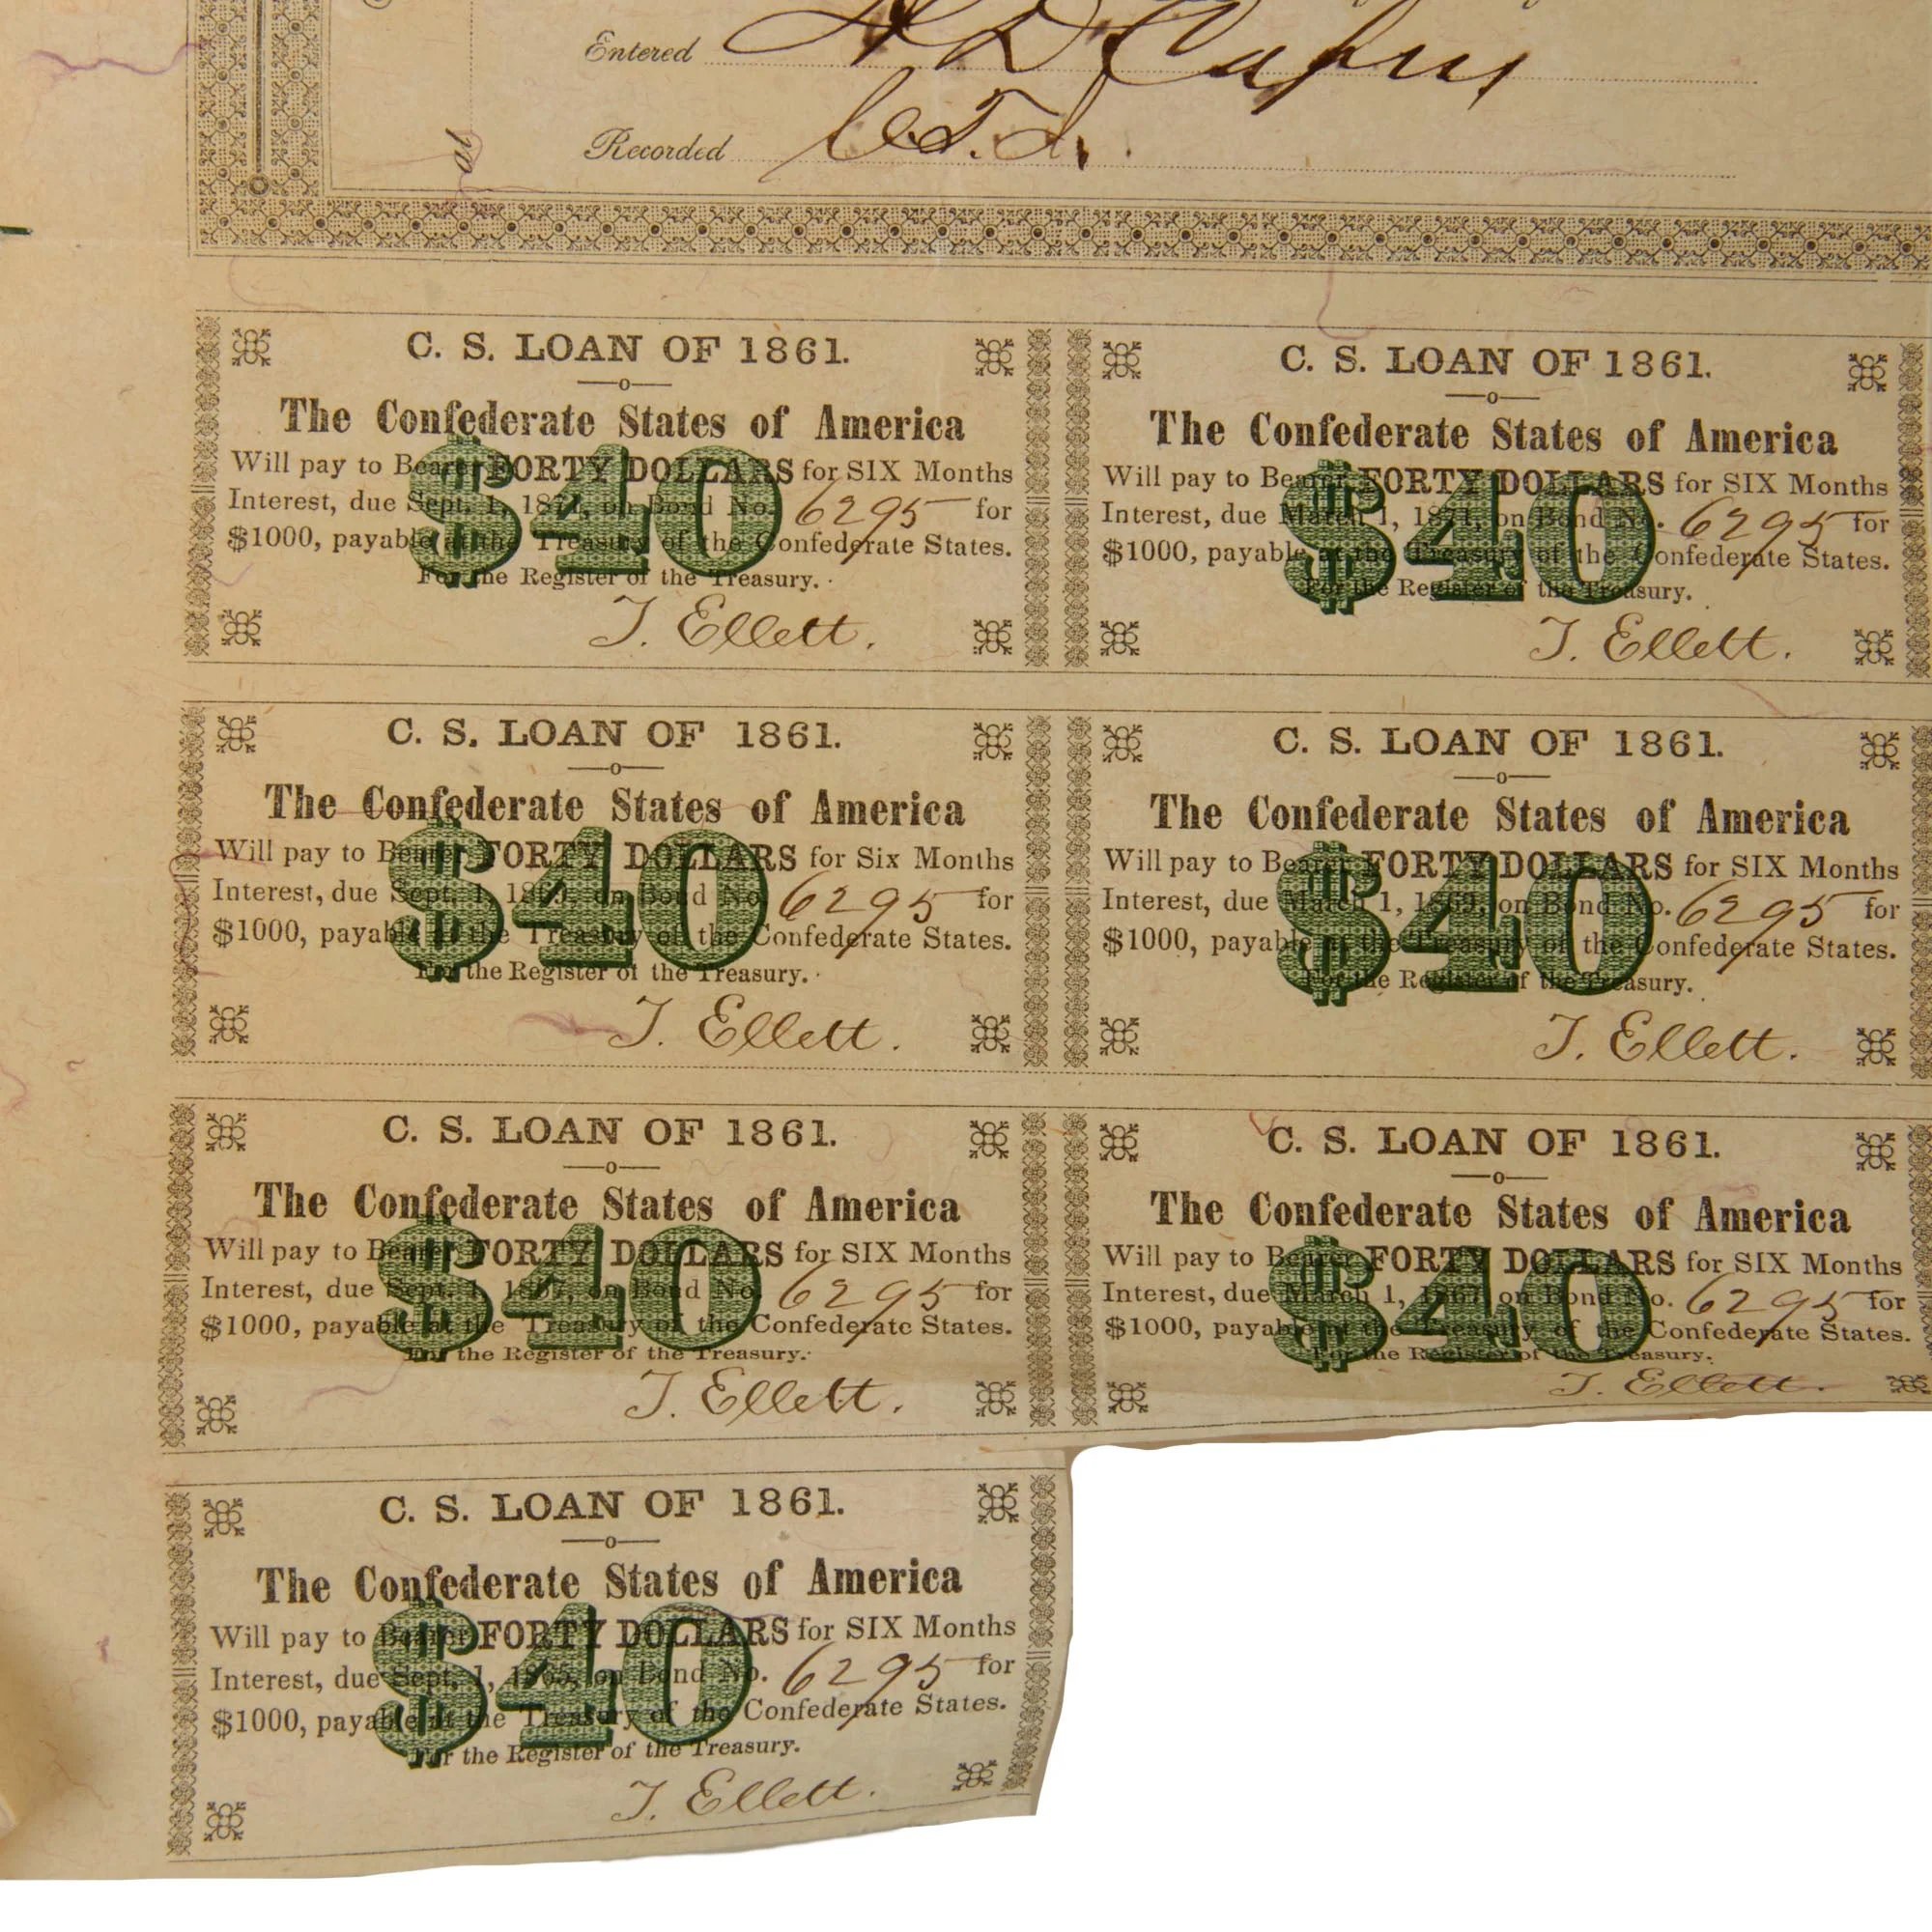 Entered
Recorded
C. S. LOAN OF 1861.
The Confederate States of America
Will pay to Bearer FORTY DOLLARS for SIX Months
Interest, due Sept. 1, 1871, on Bond No. 6295 for
$1000, payable at the Treasury of the Confederate States.
For the Register of the Treasury.
T. Ellett.
$40
C. S. LOAN OF 1861.
The Confederate States of America
Will pay to Bearer FORTY DOLLARS for SIX Months
Interest, due March 1, 1871, on Bond No. 6295 for
$1000, payable at the Treasury of the Confederate States.
For the Register of the Treasury.
T. Ellett.
$40
C. S. LOAN OF 1861.
The Confederate States of America
Will pay to Bearer FORTY DOLLARS for Six Months
Interest, due Sept. 1, 1869, on Bond No. 6295 for
$1000, payable at the Treasury of the Confederate States.
For the Register of the Treasury.
T. Ellett.
$40
C. S. LOAN OF 1861.
The Confederate States of America
Will pay to Bearer FORTY DOLLARS for SIX Months
Interest, due March 1, 1869, on Bond No. 6295 for
$1000, payable at the Treasury of the Confederate States.
For the Register of the Treasury.
T. Ellett.
$40
C. S. LOAN OF 1861.
The Confederate States of America
Will pay to Bearer FORTY DOLLARS for SIX Months
Interest, due Sept. 1, 1867, on Bond No. 6295 for
$1000, payable at the Treasury of the Confederate States.
For the Register of the Treasury.
T. Ellett.
$40
C. S. LOAN OF 1861.
The Confederate States of America
Will pay to Bearer FORTY DOLLARS for SIX Months
Interest, due March 1, 1867, on Bond No. 6295 for
$1000, payable at the Treasury of the Confederate States.
For the Register of the Treasury.
T. Ellett.
$40
C. S. LOAN OF 1861.
The Confederate States of America
Will pay to Bearer FORTY DOLLARS for SIX Months
Interest, due Sept. 1, 1865, on Bond No. 6295 for
$1000, payable at the Treasury of the Confederate States.
For the Register of the Treasury.
T. Ellett.
$40